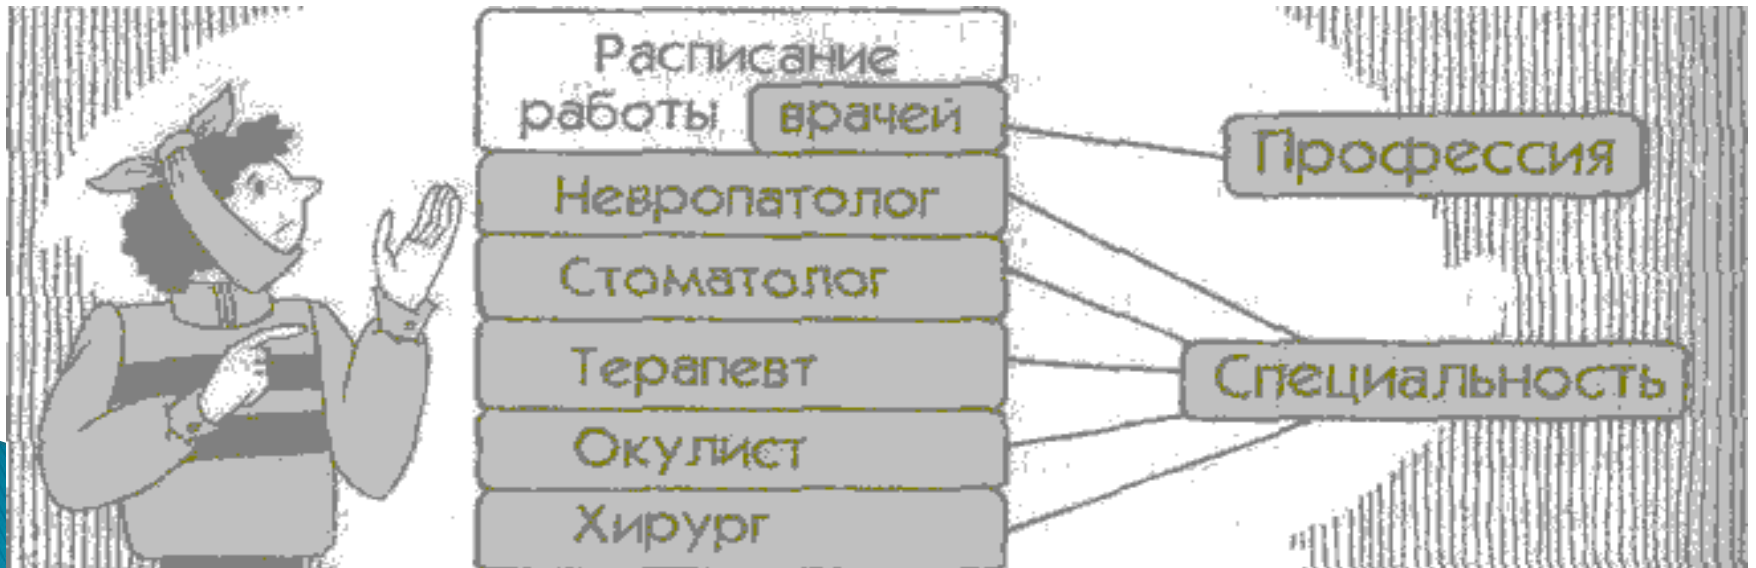 Расписание
работы врачей
Профессия
Невропатолог
Стоматолог
Терапевт
Специальность
Окулист
Хирург